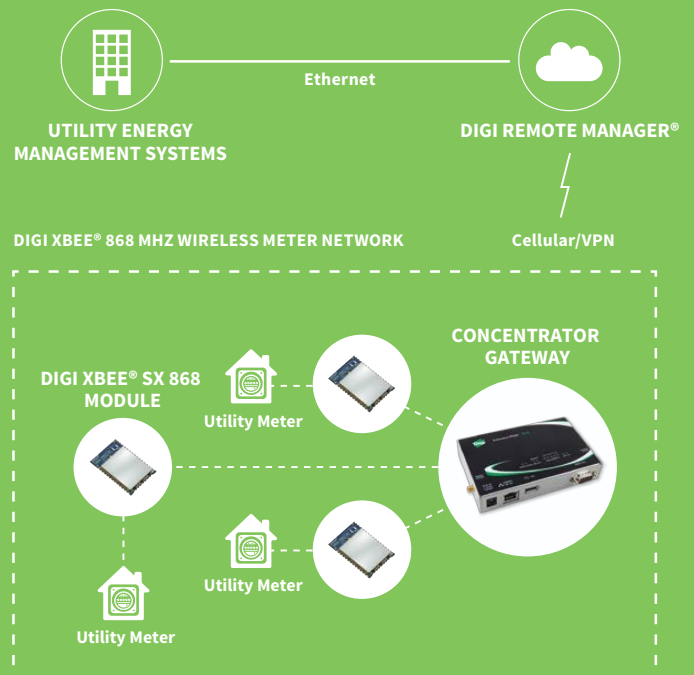 Ethernet
UTILITY ENERGY
MANAGEMENT SYSTEMS
DIGI REMOTE MANAGER®
DIGI XBEE® 868 MHZ WIRELESS METER NETWORK
Cellular/VPN
CONCENTRATOR
GATEWAY
DIGI XBEE® SX 868
MODULE
Utility Meter
Utility Meter
Utility Meter